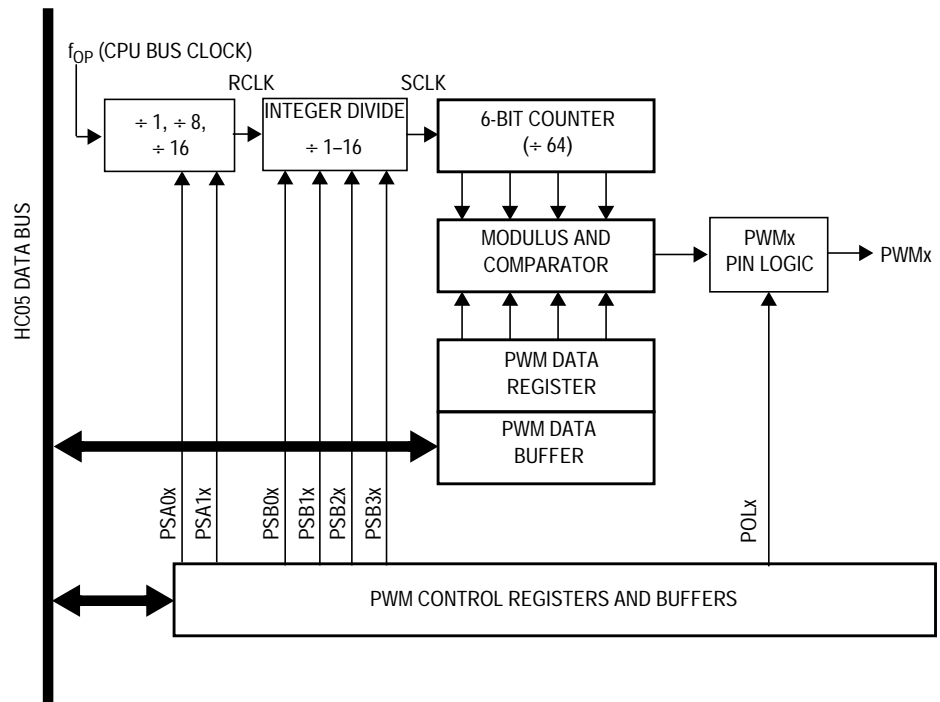 f_OP (CPU BUS CLOCK)
RCLK
SCLK
÷ 1, ÷ 8,
÷ 16
INTEGER DIVIDE
÷ 1–16
6-BIT COUNTER
(÷ 64)
MODULUS AND
COMPARATOR
PWMx
PIN LOGIC
PWMx
HC05 DATA BUS
PWM DATA
REGISTER
PWM DATA
BUFFER
PSA0x
PSA1x
PSB0x
PSB1x
PSB2x
PSB3x
POLx
PWM CONTROL REGISTERS AND BUFFERS